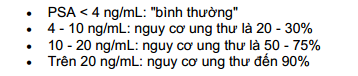 • PSA < 4 ng/mL: "bình thường"
• 4 - 10 ng/mL: nguy cơ ung thư là 20 - 30%
• 10 - 20 ng/mL: nguy cơ ung thư là 50 - 75%
• Trên 20 ng/mL: nguy cơ ung thư đến 90%